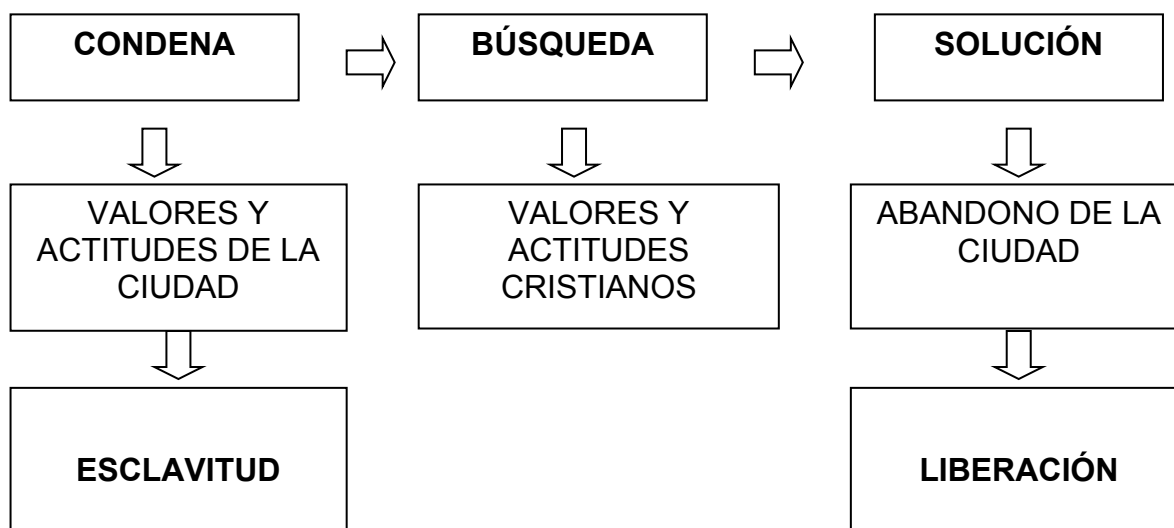 CONDENA
BÚSQUEDA
SOLUCIÓN
VALORES Y
ACTITUDES DE LA
CIUDAD
VALORES Y
ACTITUDES
CRISTIANOS
ABANDONO DE LA
CIUDAD
ESCLAVITUD
LIBERACIÓN